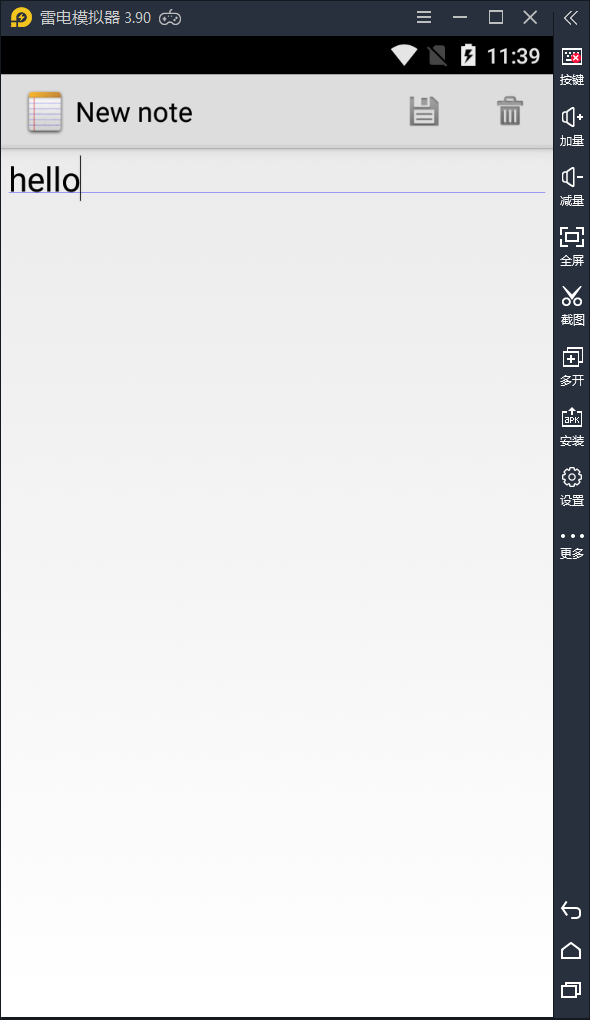 雷电模拟器 3.90
11:39
New note
hello
按键
加量
减量
全屏
截图
多开
APK
安装
设置
更多